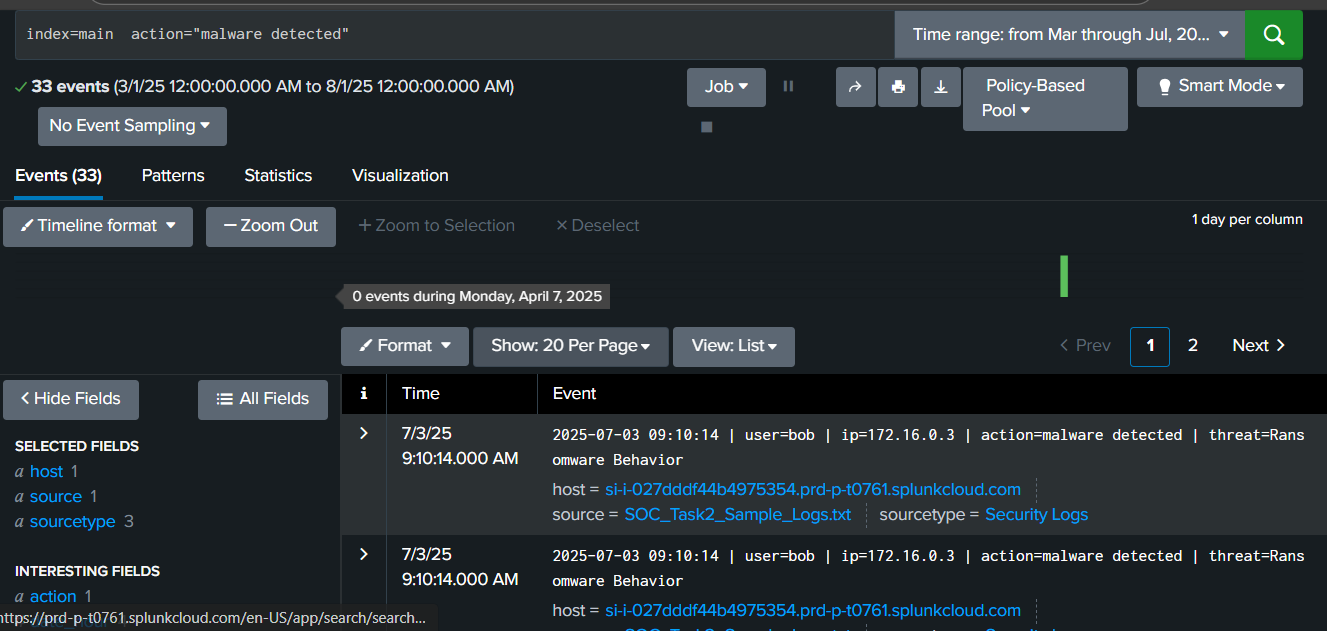 index=main  action="malware detected"
Time range: from Mar through Jul, 20...
33 events (3/1/25 12:00:00.000 AM to 8/1/25 12:00:00.000 AM)
Job
Policy-Based Pool
Smart Mode
No Event Sampling
Events (33)
Patterns
Statistics
Visualization
Timeline format
Zoom Out
+ Zoom to Selection
× Deselect
1 day per column
0 events during Monday, April 7, 2025
Format
Show: 20 Per Page
View: List
< Prev
1
2
Next >
< Hide Fields
All Fields
SELECTED FIELDS
a host 1
a source 1
a sourcetype 3
INTERESTING FIELDS
a action 1
i
Time
Event
7/3/25
9:10:14.000 AM
2025-07-03 09:10:14 | user=bob | ip=172.16.0.3 | action=malware detected | threat=Rans
omware Behavior
host = si-i-027dddf44b4975354.prd-p-t0761.splunkcloud.com
source = SOC_Task2_Sample_Logs.txt
sourcetype = Security Logs
7/3/25
9:10:14.000 AM
2025-07-03 09:10:14 | user=bob | ip=172.16.0.3 | action=malware detected | threat=Rans
omware Behavior
host = si-i-027dddf44b4975354.prd-p-t0761.splunkcloud.com
https://prd-p-t0761.splunkcloud.com/en-US/app/search/search...